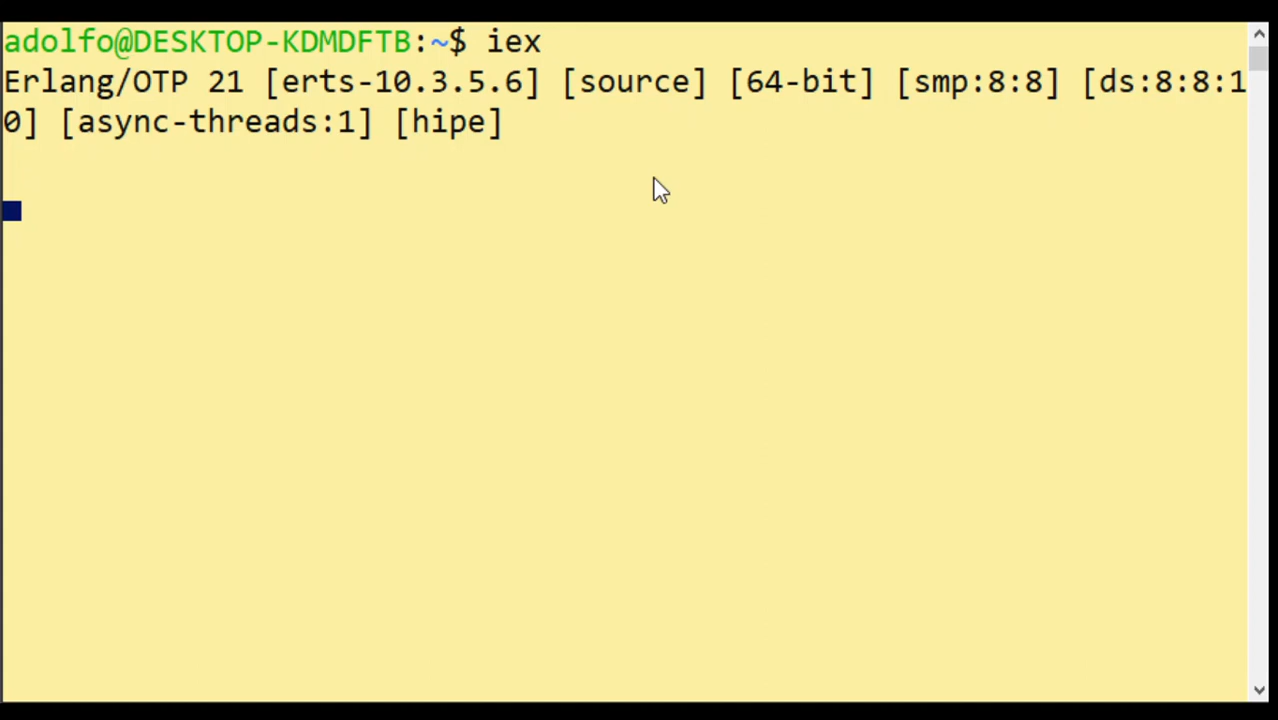 adolfo@DESKTOP-KDMDFTB:~$ iex
Erlang/OTP 21 [erts-10.3.5.6] [source] [64-bit] [smp:8:8] [ds:8:8:1
0] [async-threads:1] [hipe]